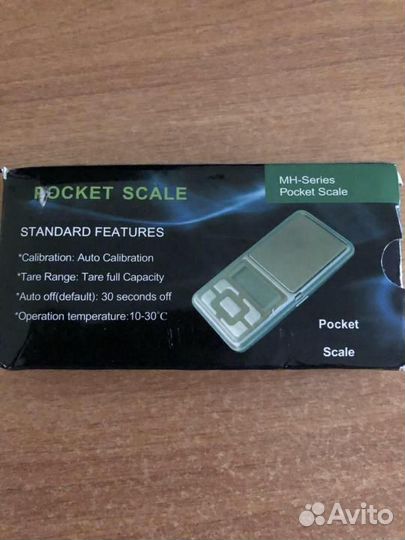 POCKET SCALE
MH-Series
Pocket Scale
STANDARD FEATURES
*Calibration: Auto Calibration
*Tare Range: Tare full Capacity
*Auto off(default): 30 seconds off
*Operation temperature:10-30℃
Pocket
Scale
Avito